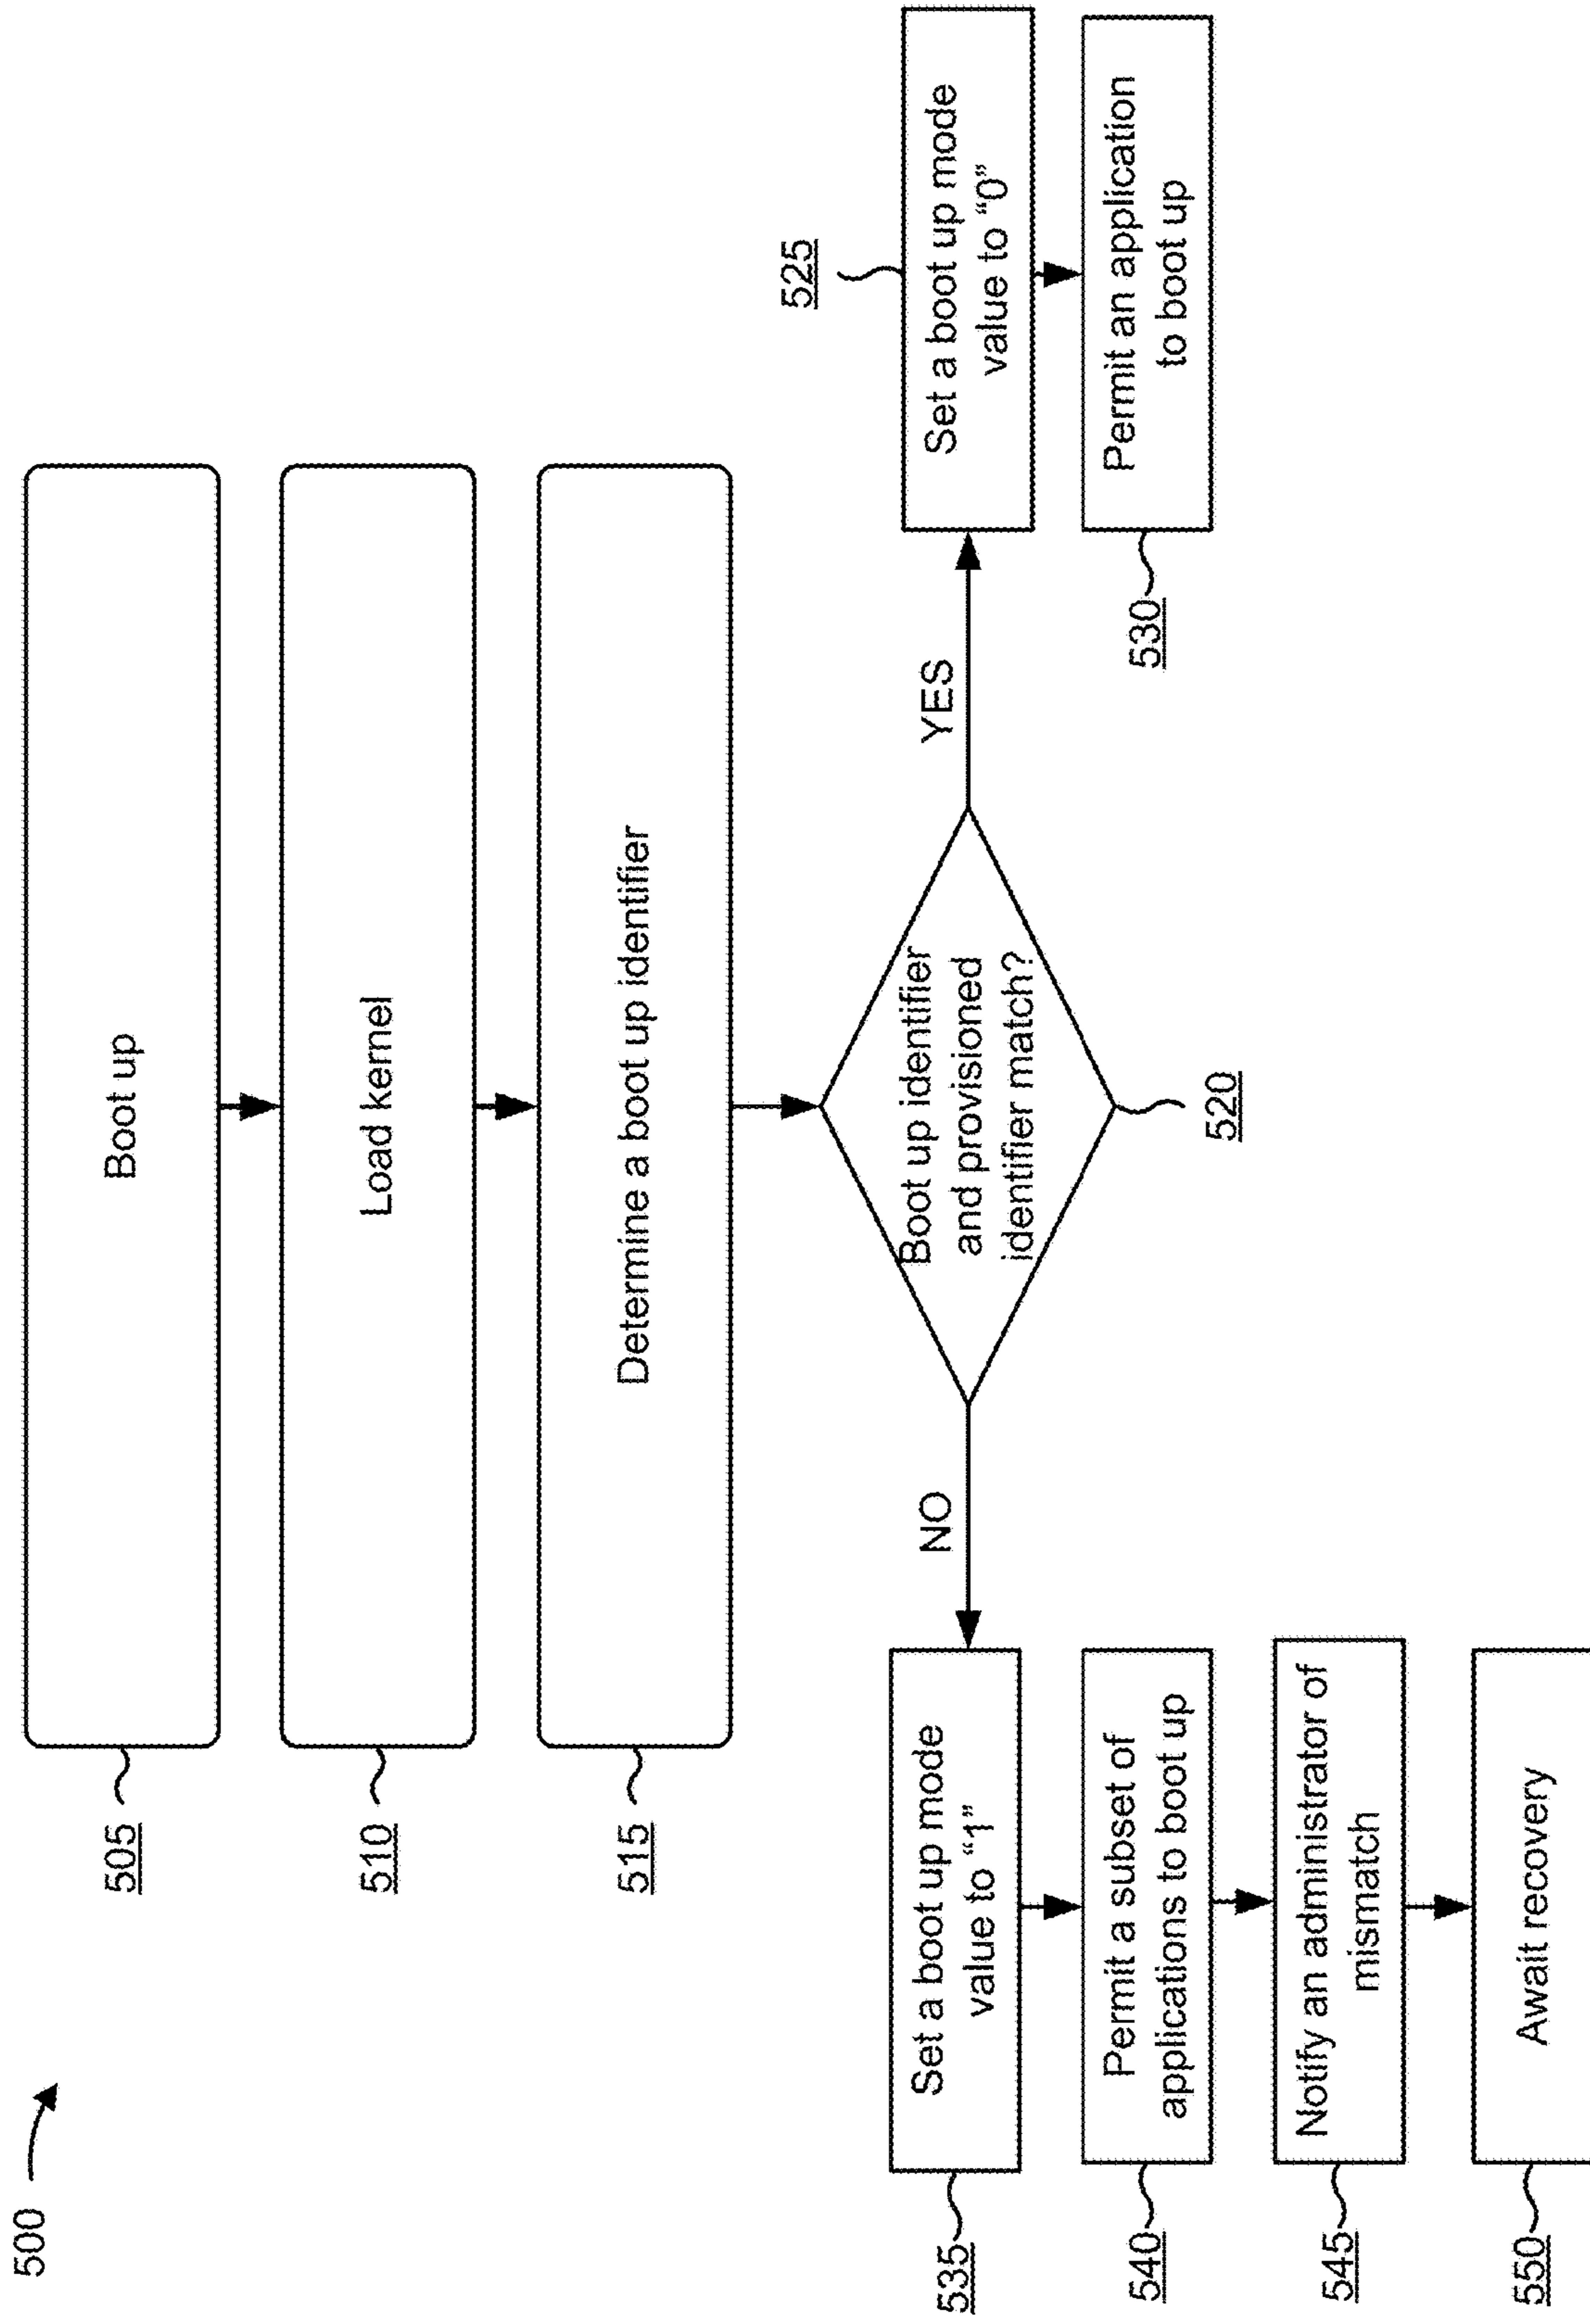 500
505
Boot up
510
Load kernel
515
Determine a boot up identifier
Boot up identifier
and provisioned
identifier match?
520
YES
525
Set a boot up mode
value to “0”
530
Permit an application
to boot up
NO
535
Set a boot up mode
value to “1”
540
Permit a subset of
applications to boot up
545
Notify an administrator of
mismatch
550
Await recovery